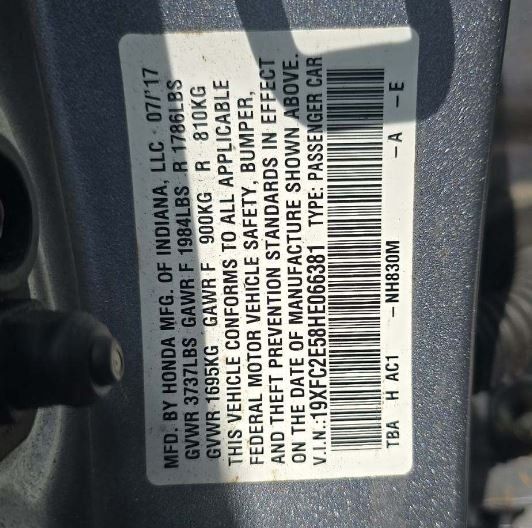 MFD. BY HONDA MFG. OF INDIANA, LLC 07/'17
GVWR 3737LBS GAWR F 1984LBS R 1786LBS
GVWR 1695KG GAWR F 900KG R 810KG
THIS VEHICLE CONFORMS TO ALL APPLICABLE
FEDERAL MOTOR VEHICLE SAFETY, BUMPER,
AND THEFT PREVENTION STANDARDS IN EFFECT
ON THE DATE OF MANUFACTURE SHOWN ABOVE.
V.I.N.:19XFC2E58HE066381 TYPE: PASSENGER CAR
TBA H AC1 -NH830M -A -E